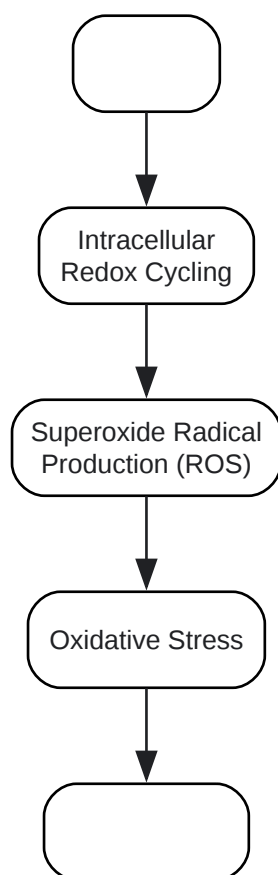 Intracellular
Redox Cycling
Superoxide Radical
Production (ROS)
Oxidative Stress